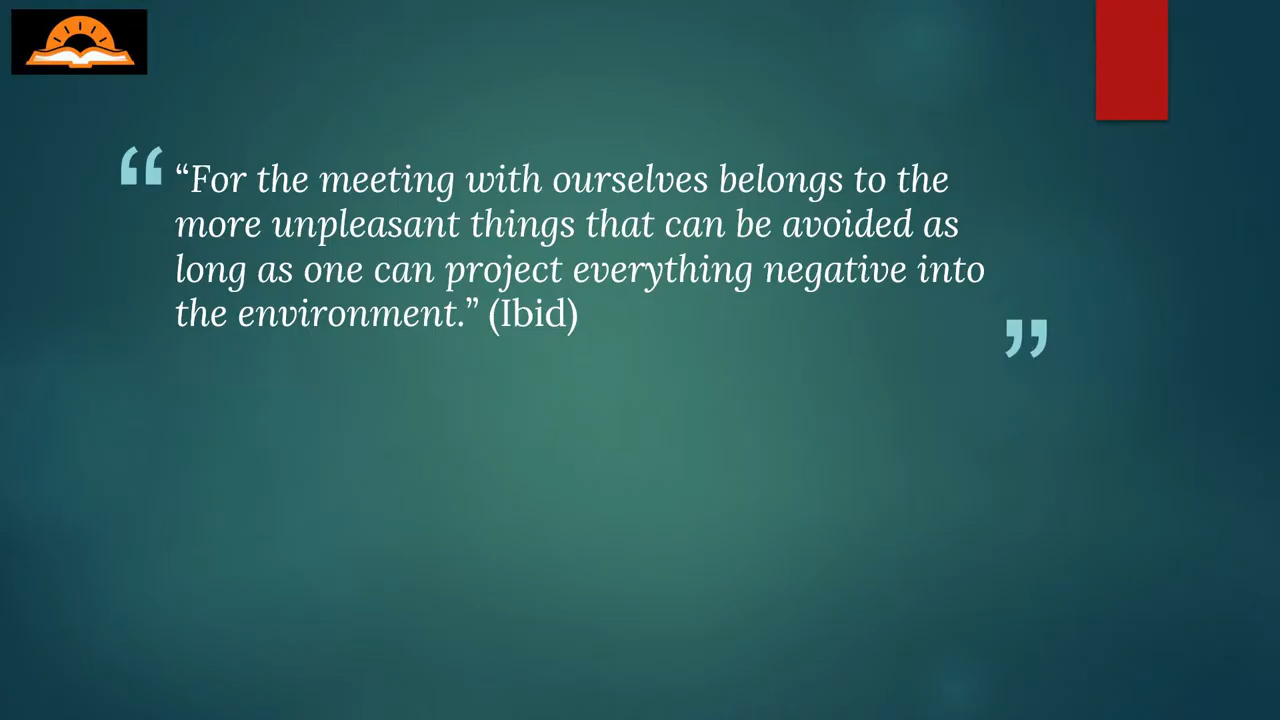 “For the meeting with ourselves belongs to the
more unpleasant things that can be avoided as
long as one can project everything negative into
the environment.” (Ibid)